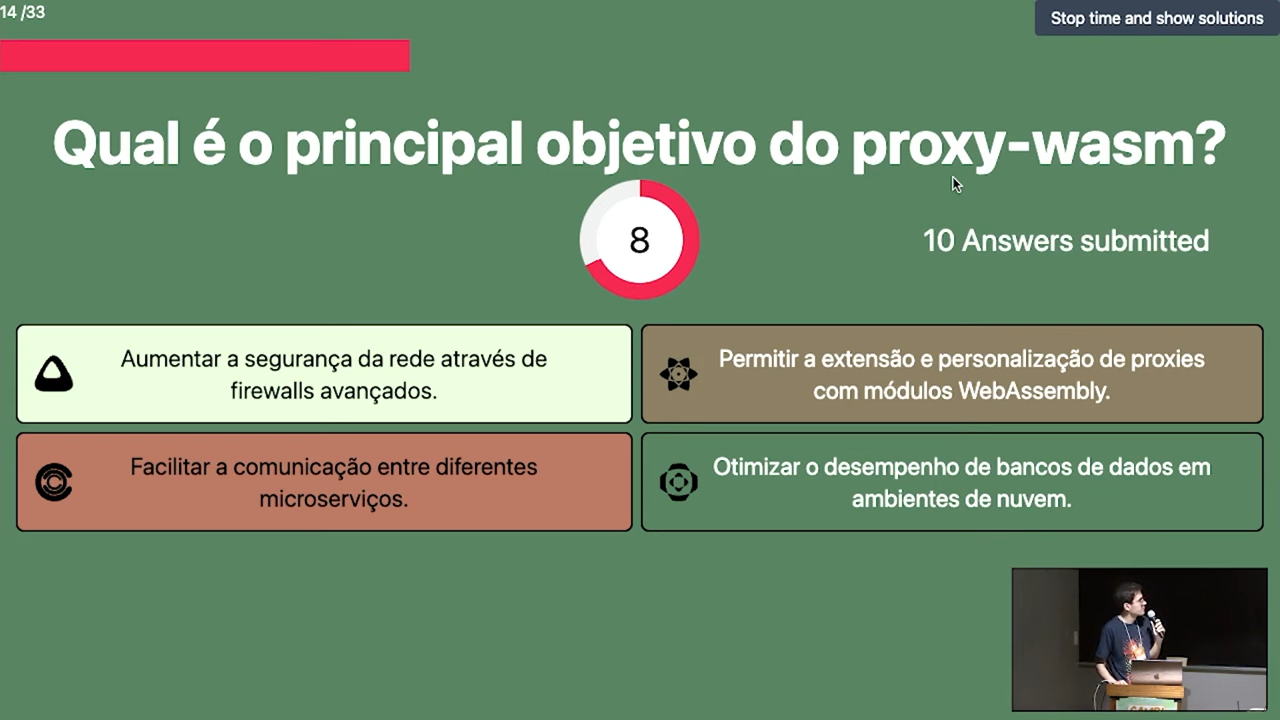 14 /33
Stop time and show solutions
Qual é o principal objetivo do proxy-wasm?
8
10 Answers submitted
Aumentar a segurança da rede através de
firewalls avançados.
Permitir a extensão e personalização de proxies
com módulos WebAssembly.
Facilitar a comunicação entre diferentes
microserviços.
Otimizar o desempenho de bancos de dados em
ambientes de nuvem.